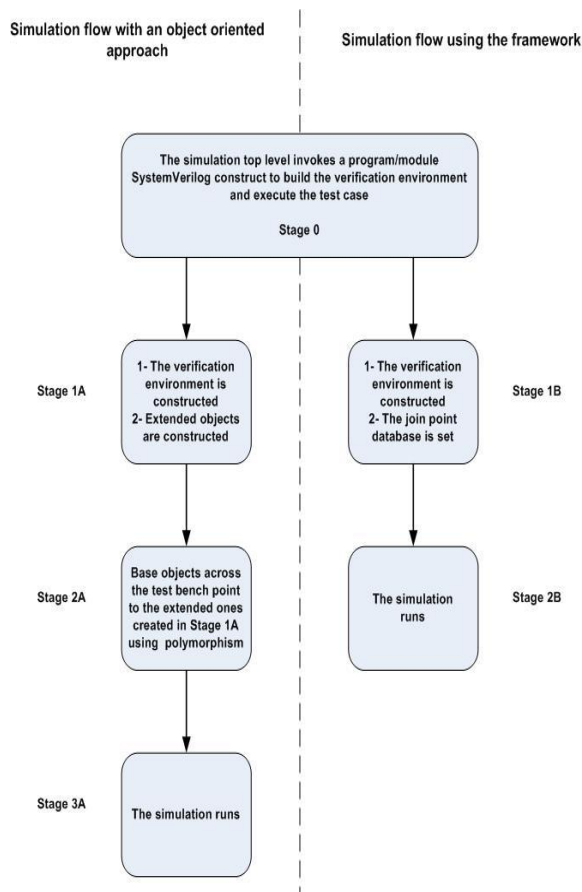 Simulation flow with an object oriented
approach
Simulation flow using the framework
The simulation top level invokes a program/module
SystemVerilog construct to build the verification environment
and execute the test case
Stage 0
Stage 1A
1- The verification
environment is
constructed
2- Extended objects
are constructed
1- The verification
environment is
constructed
2- The join point
database is set
Stage 1B
Stage 2A
Base objects across
the test bench point
to the extended ones
created in Stage 1A
using polymorphism
The simulation
runs
Stage 2B
Stage 3A
The simulation runs